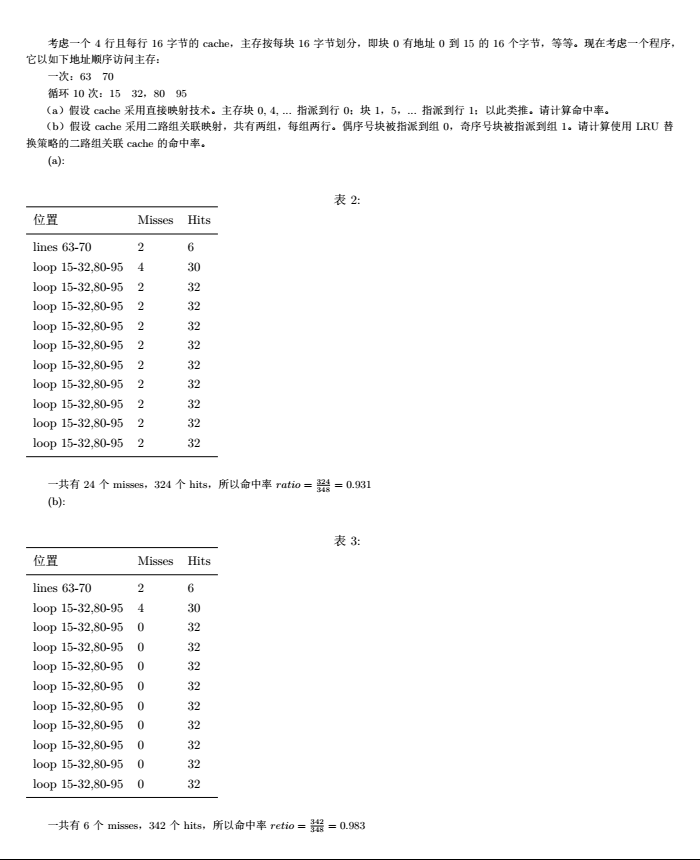 考虑一个 4 行且每行 16 字节的 cache，主存按每块 16 字节划分，即块 0 有地址 0 到 15 的 16 个字节，等等。现在考虑一个程序，
它以如下地址顺序访问主存：
一次：63 70
循环 10 次：15 32，80 95
（a）假设 cache 采用直接映射技术。主存块 0, 4, ... 指派到行 0；块 1，5，... 指派到行 1；以此类推。请计算命中率。
（b）假设 cache 采用二路组关联映射，共有两组，每组两行。偶序号块被指派到组 0，奇序号块被指派到组 1。请计算使用 LRU 替
换策略的二路组关联 cache 的命中率。
(a):
表 2:
位置 Misses Hits
lines 63-70 2 6
loop 15-32,80-95 4 30
loop 15-32,80-95 2 32
loop 15-32,80-95 2 32
loop 15-32,80-95 2 32
loop 15-32,80-95 2 32
loop 15-32,80-95 2 32
loop 15-32,80-95 2 32
loop 15-32,80-95 2 32
loop 15-32,80-95 2 32
loop 15-32,80-95 2 32
一共有 24 个 misses，324 个 hits，所以命中率 ratio = 324/348 = 0.931
(b):
表 3:
位置 Misses Hits
lines 63-70 2 6
loop 15-32,80-95 4 30
loop 15-32,80-95 0 32
loop 15-32,80-95 0 32
loop 15-32,80-95 0 32
loop 15-32,80-95 0 32
loop 15-32,80-95 0 32
loop 15-32,80-95 0 32
loop 15-32,80-95 0 32
loop 15-32,80-95 0 32
loop 15-32,80-95 0 32
一共有 6 个 misses，342 个 hits，所以命中率 retio = 342/348 = 0.983